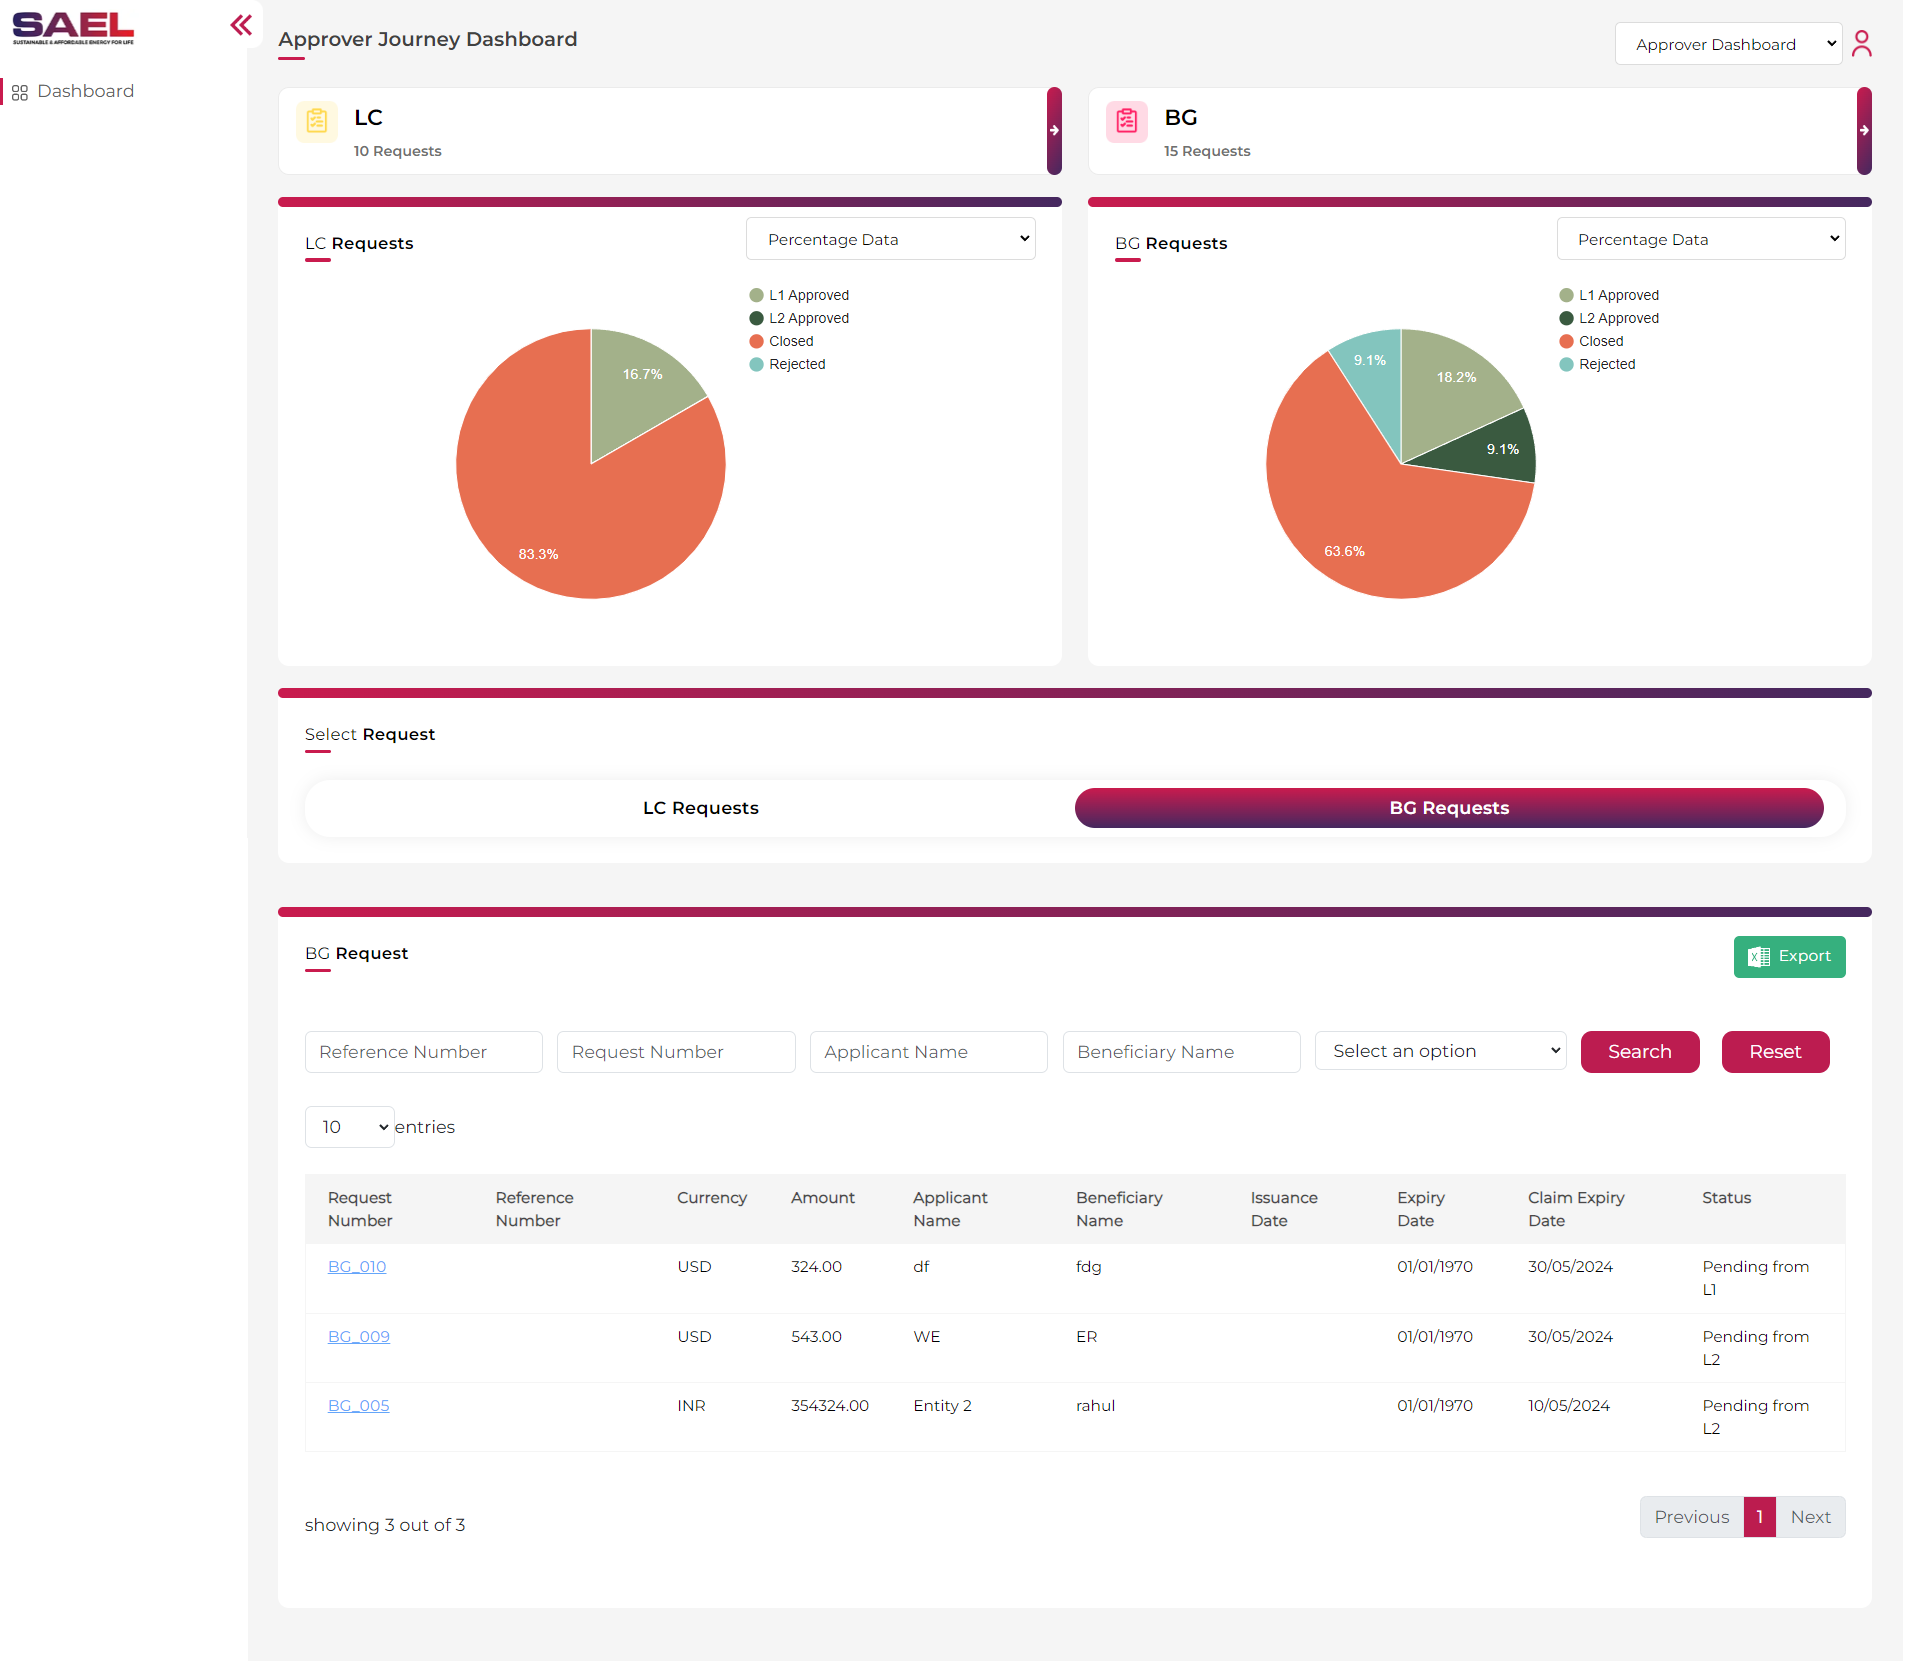 SAEL
SUSTAINABLE & AFFORDABLE ENERGY FOR LIFE
Dashboard
Approver Journey Dashboard
Approver Dashboard
LC
10 Requests
BG
15 Requests
LC Requests
Percentage Data
L1 Approved
L2 Approved
Closed
Rejected
16.7%
83.3%
BG Requests
Percentage Data
L1 Approved
L2 Approved
Closed
Rejected
9.1%
18.2%
9.1%
63.6%
Select Request
LC Requests
BG Requests
BG Request
Export
Reference Number
Request Number
Applicant Name
Beneficiary Name
Select an option
Search
Reset
10 entries
Request Number Reference Number Currency Amount Applicant Name Beneficiary Name Issuance Date Expiry Date Claim Expiry Date Status
BG_010 USD 324.00 df fdg 01/01/1970 30/05/2024 Pending from L1
BG_009 USD 543.00 WE ER 01/01/1970 30/05/2024 Pending from L2
BG_005 INR 354324.00 Entity 2 rahul 01/01/1970 10/05/2024 Pending from L2
showing 3 out of 3
Previous 1 Next